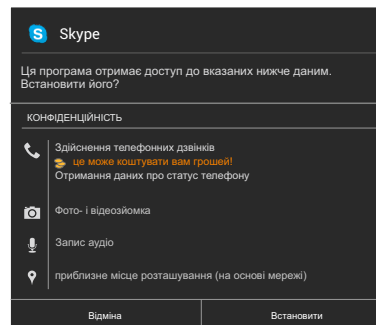 Skype
Ця програма отримає доступ до вказаних нижче даним.
Встановити його?
КОНФІДЕНЦІЙНІСТЬ
Здійснення телефонних дзвінків
це може коштувати вам грошей!
Отримання даних про статус телефону
Фото- і відеозйомка
Запис аудіо
приблизне місце розташування (на основі мережі)
Відміна
Встановити